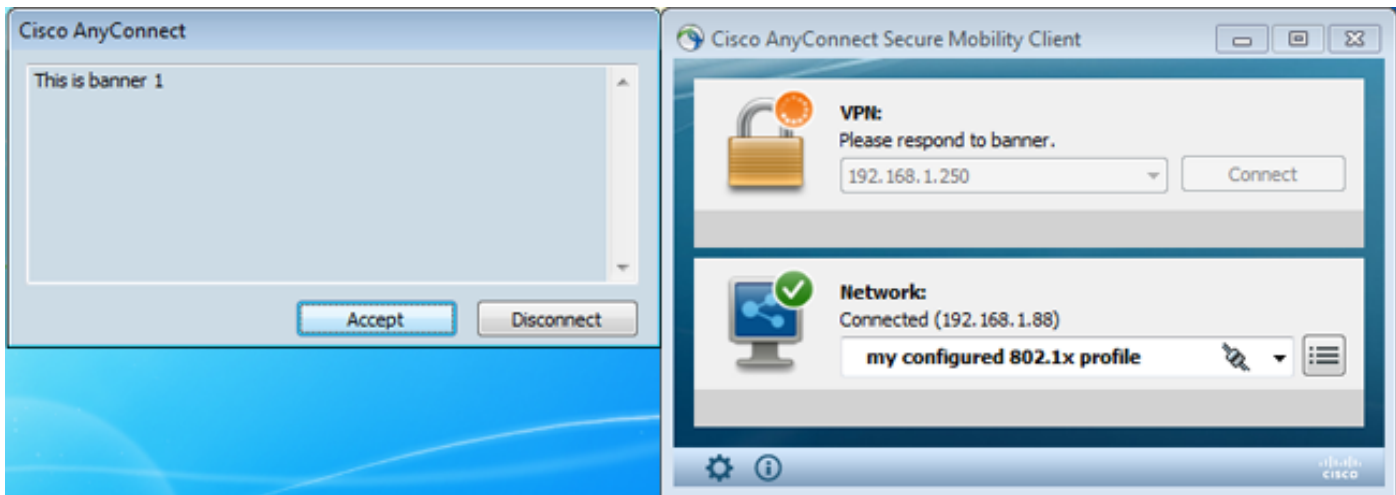 Cisco AnyConnect
This is banner 1
Accept
Disconnect
Cisco AnyConnect Secure Mobility Client
VPN:
Please respond to banner.
192.168.1.250
Connect
Network:
Connected (192.168.1.88)
my configured 802.1x profile
CISCO